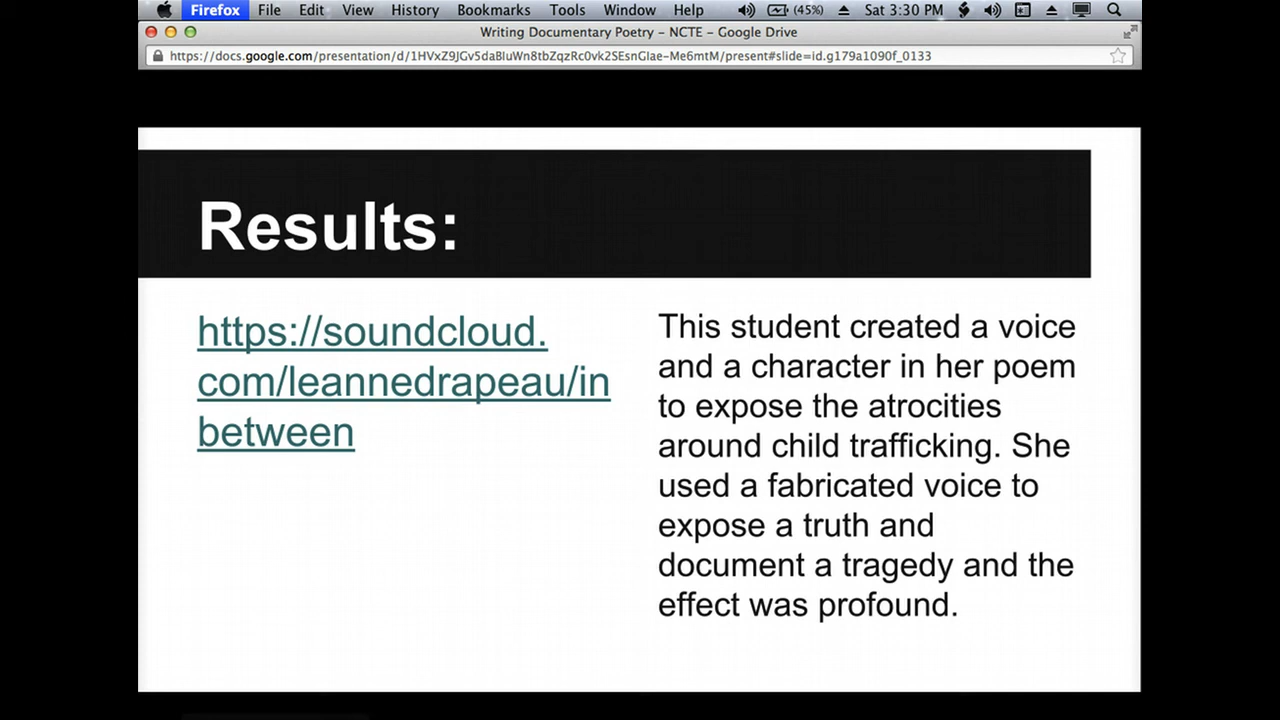 Firefox File Edit View History Bookmarks Tools Window Help (45%) Sat 3:30 PM
Writing Documentary Poetry – NCTE – Google Drive
https://docs.google.com/presentation/d/1HVxZ9JGv5daBluWn8tbZqzRc0vk2SEsnGIae-Me6mtM/present#slide=id.g179a1090f_0133
Results:
https://soundcloud.
com/leannedrapeau/in
between
This student created a voice
and a character in her poem
to expose the atrocities
around child trafficking. She
used a fabricated voice to
expose a truth and
document a tragedy and the
effect was profound.